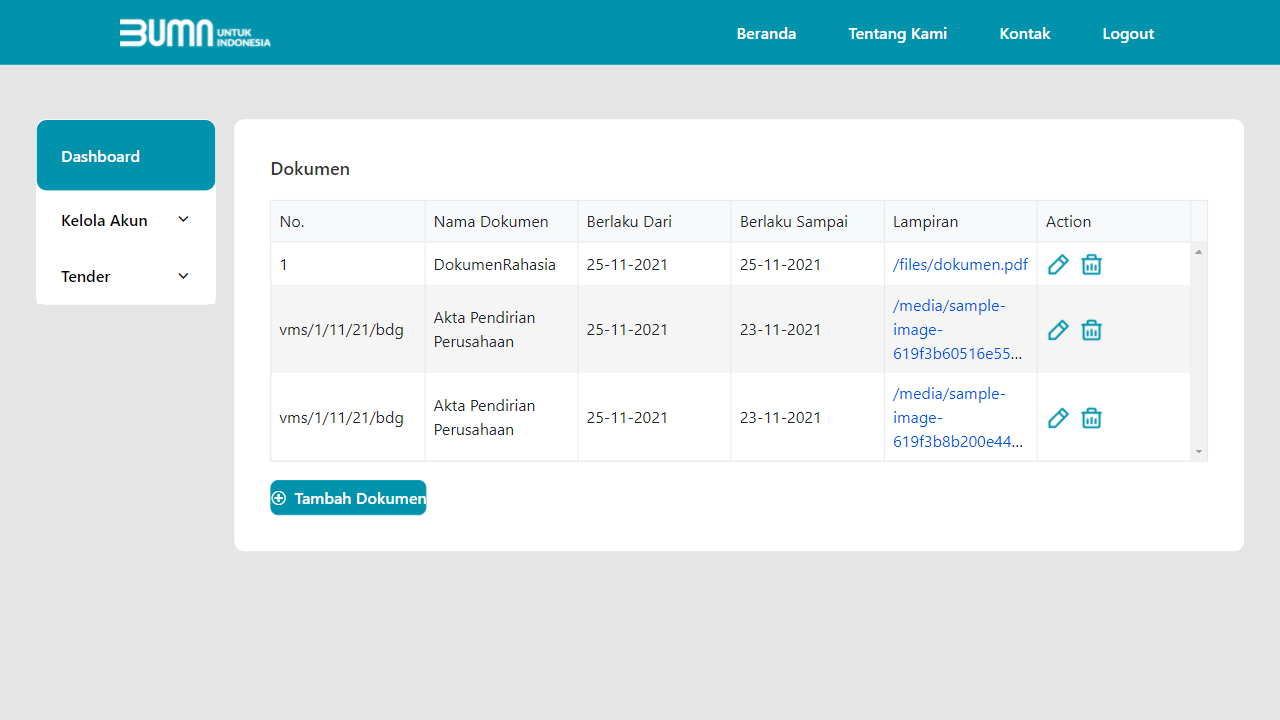 BUMN UNTUK INDONESIA
Beranda Tentang Kami Kontak Logout
Dashboard
Kelola Akun
Tender
Dokumen
No. Nama Dokumen Berlaku Dari Berlaku Sampai Lampiran Action
1 DokumenRahasia 25-11-2021 25-11-2021 /files/dokumen.pdf
vms/1/11/21/bdg Akta Pendirian Perusahaan 25-11-2021 23-11-2021 /media/sample-image-619f3b60516e55...
vms/1/11/21/bdg Akta Pendirian Perusahaan 25-11-2021 23-11-2021 /media/sample-image-619f3b8b200e44...
Tambah Dokumen